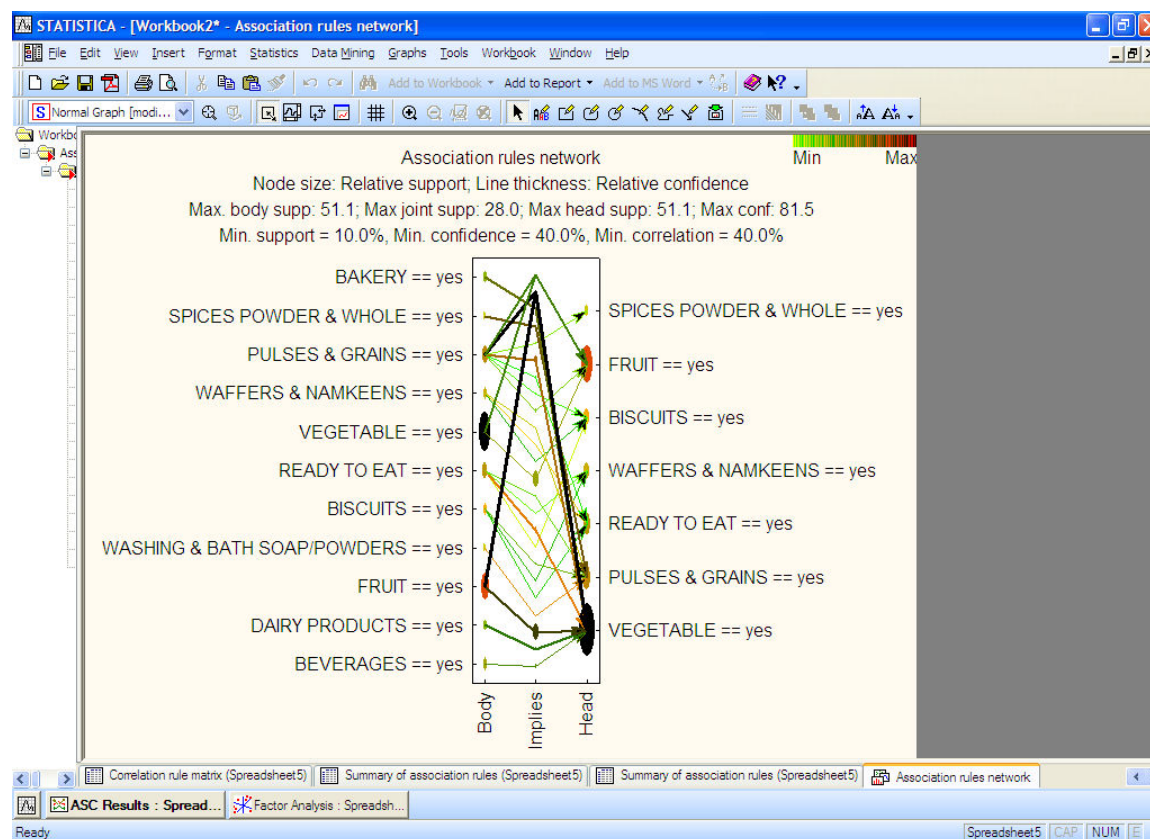 STATISTICA - [Workbook2* - Association rules network]
File Edit View Insert Format Statistics Data Mining Graphs Tools Workbook Window Help
Add to Workbook Add to Report Add to MS Word
Normal Graph [modi...
Workbo
Ass
Association rules network
Min Max
Node size: Relative support; Line thickness: Relative confidence
Max. body supp: 51.1; Max joint supp: 28.0; Max head supp: 51.1; Max conf: 81.5
Min. support = 10.0%, Min. confidence = 40.0%, Min. correlation = 40.0%
BAKERY == yes
SPICES POWDER & WHOLE == yes
PULSES & GRAINS == yes
WAFFERS & NAMKEENS == yes
VEGETABLE == yes
READY TO EAT == yes
BISCUITS == yes
WASHING & BATH SOAP/POWDERS == yes
FRUIT == yes
DAIRY PRODUCTS == yes
BEVERAGES == yes
SPICES POWDER & WHOLE == yes
FRUIT == yes
BISCUITS == yes
WAFFERS & NAMKEENS == yes
READY TO EAT == yes
PULSES & GRAINS == yes
VEGETABLE == yes
Body
Implies
Head
Correlation rule matrix (Spreadsheet5) Summary of association rules (Spreadsheet5) Summary of association rules (Spreadsheet5) Association rules network
ASC Results : Spread... Factor Analysis : Spreadsh...
Ready Spreadsheet5 CAP NUM E